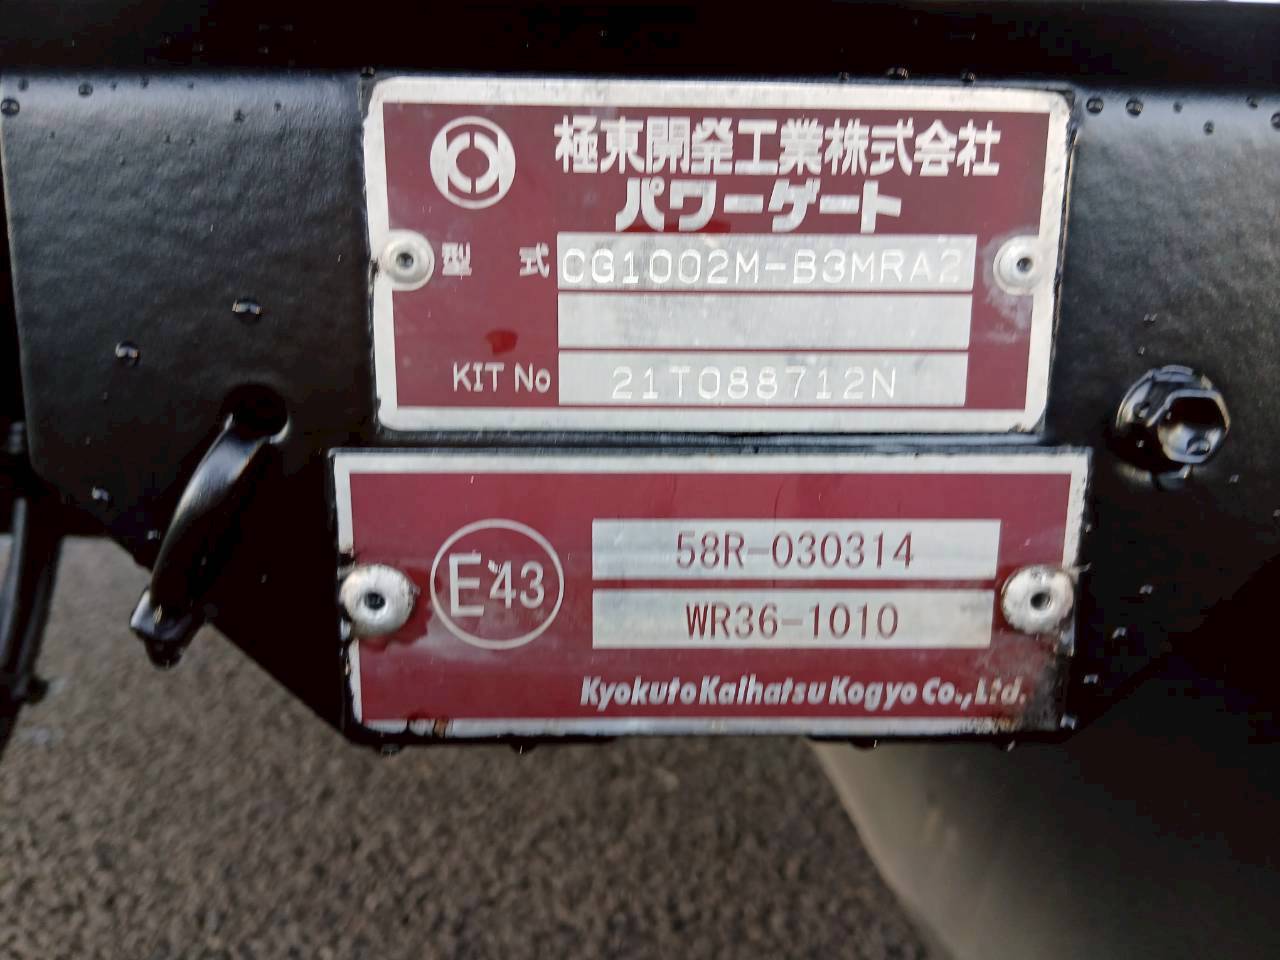 極東開発工業株式会社
パワーゲート
型 式 CG1002M-B3MRA2
KIT No 21T088712N
E43
58R-030314
WR36-1010
Kyokuto Kaihatsu Kogyo Co., Ltd.